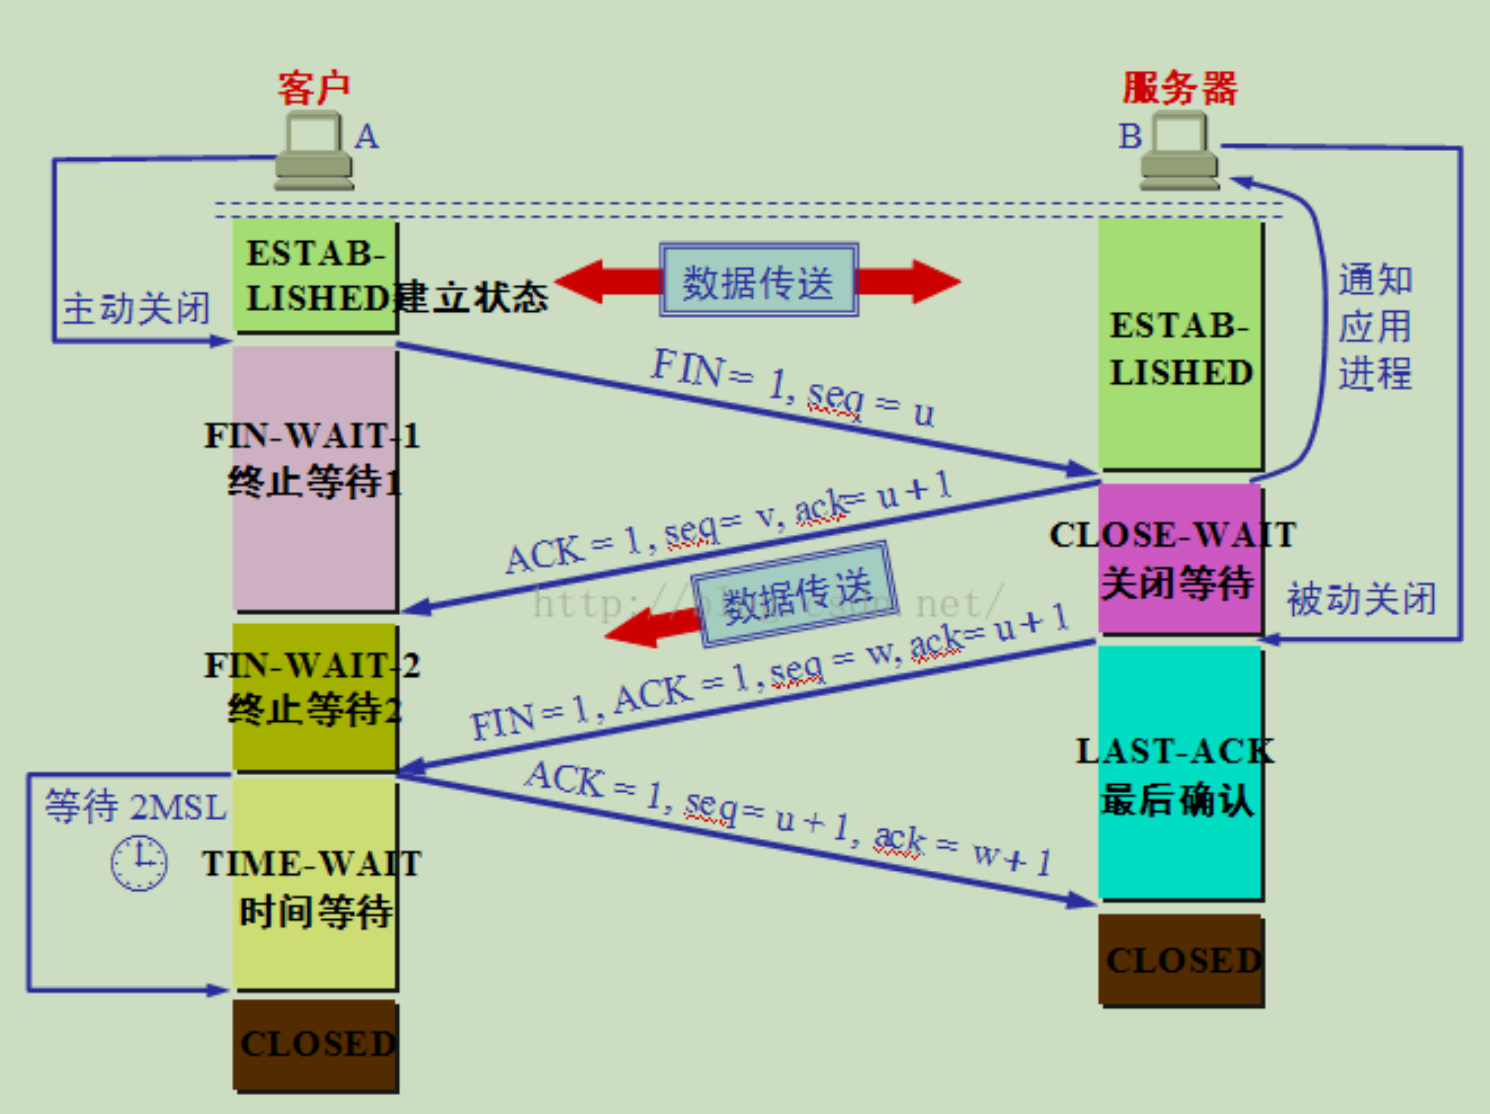 客户
服务器
A
B
ESTAB-
LISHED建立状态
数据传送
主动关闭
ESTAB-
LISHED
通知
应用
进程
FIN = 1, seq = u
FIN-WAIT-1
终止等待1
ACK = 1, seq = v, ack = u + 1
CLOSE-WAIT
关闭等待
被动关闭
数据传送
FIN-WAIT-2
终止等待2
FIN = 1, ACK = 1, seq = w, ack = u + 1
LAST-ACK
最后确认
等待 2MSL
ACK = 1, seq = u + 1, ack = w + 1
TIME-WAIT
时间等待
CLOSED
CLOSED